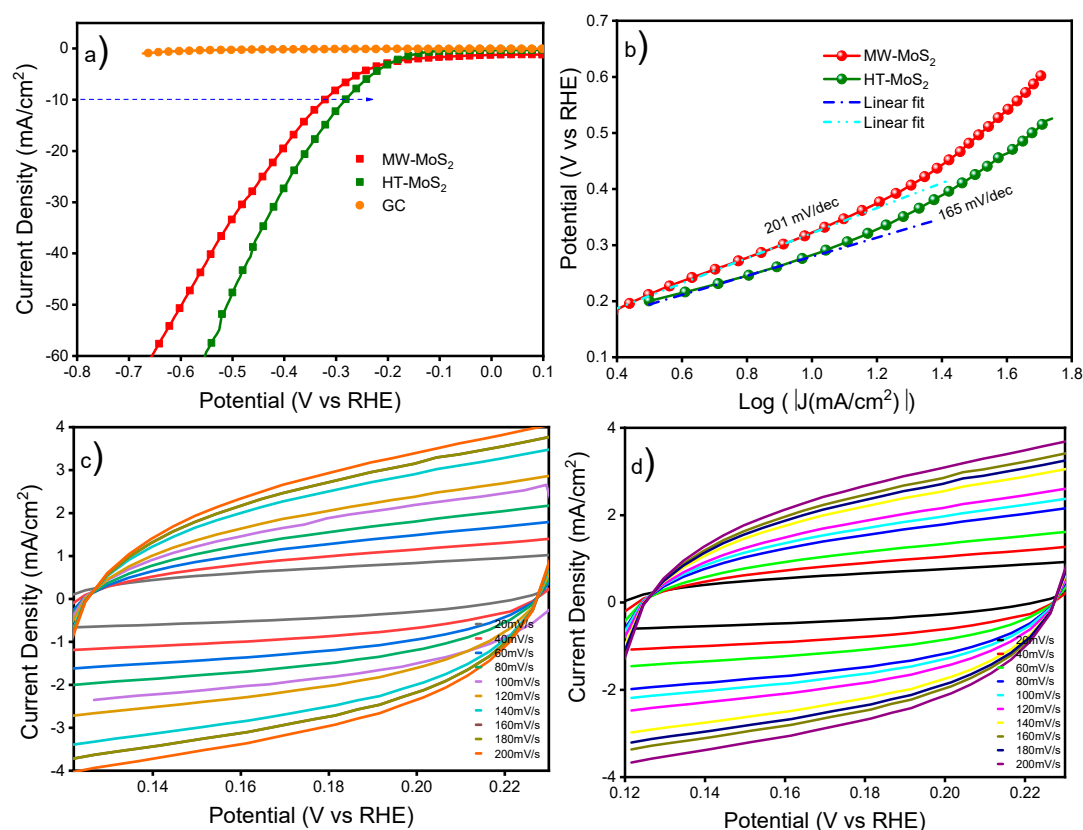 a)
0
-10
-20
-30
-40
-50
-60
Current Density (mA/cm²)
MW-MoS₂
HT-MoS₂
GC
-0.8 -0.7 -0.6 -0.5 -0.4 -0.3 -0.2 -0.1 0.0 0.1
Potential (V vs RHE)
b)
0.7
0.6
0.5
0.4
0.3
0.2
0.1
Potential (V vs RHE)
MW-MoS₂
HT-MoS₂
Linear fit
Linear fit
201 mV/dec
165 mV/dec
0.4 0.6 0.8 1.0 1.2 1.4 1.6 1.8
Log (|J(mA/cm²)|)
c)
4
3
2
1
0
-1
-2
-3
-4
Current Density (mA/cm²)
20mV/s
40mV/s
60mV/s
80mV/s
100mV/s
120mV/s
140mV/s
160mV/s
180mV/s
200mV/s
0.14 0.16 0.18 0.20 0.22
Potential (V vs RHE)
d)
4
2
0
-2
-4
Current Density (mA/cm²)
20mV/s
40mV/s
60mV/s
80mV/s
100mV/s
120mV/s
140mV/s
160mV/s
180mV/s
200mV/s
0.12 0.14 0.16 0.18 0.20 0.22
Potential (V vs RHE)